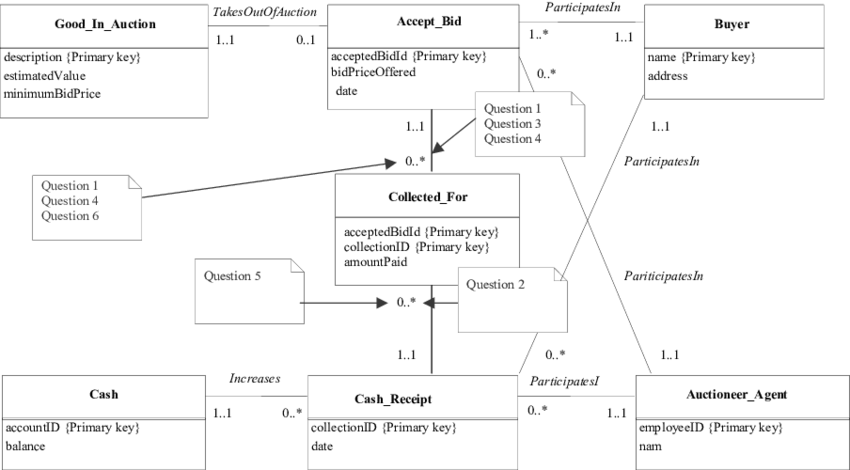 TakesOutOfAuction
ParticipatesIn
Good_In_Auction
Accept_Bid
Buyer
1..1
0..1
1..*
1..1
description {Primary key}
estimatedValue
minimumBidPrice
acceptedBidId {Primary key}
bidPriceOffered
date
0..*
name {Primary key}
address
Question 1
Question 3
Question 4
1..1
1..1
0..*
ParticipatesIn
Question 1
Question 4
Question 6
Collected_For
acceptedBidId {Primary key}
collectionID {Primary key}
amountPaid
Question 5
Question 2
PariticipatesIn
0..*
1..1
0..*
1..1
Increases
ParticipatesI
Cash
Cash_Receipt
Auctioneer_Agent
1..1
0..*
0..*
1..1
accountID {Primary key}
balance
collectionID {Primary key}
date
employeeID {Primary key}
nam